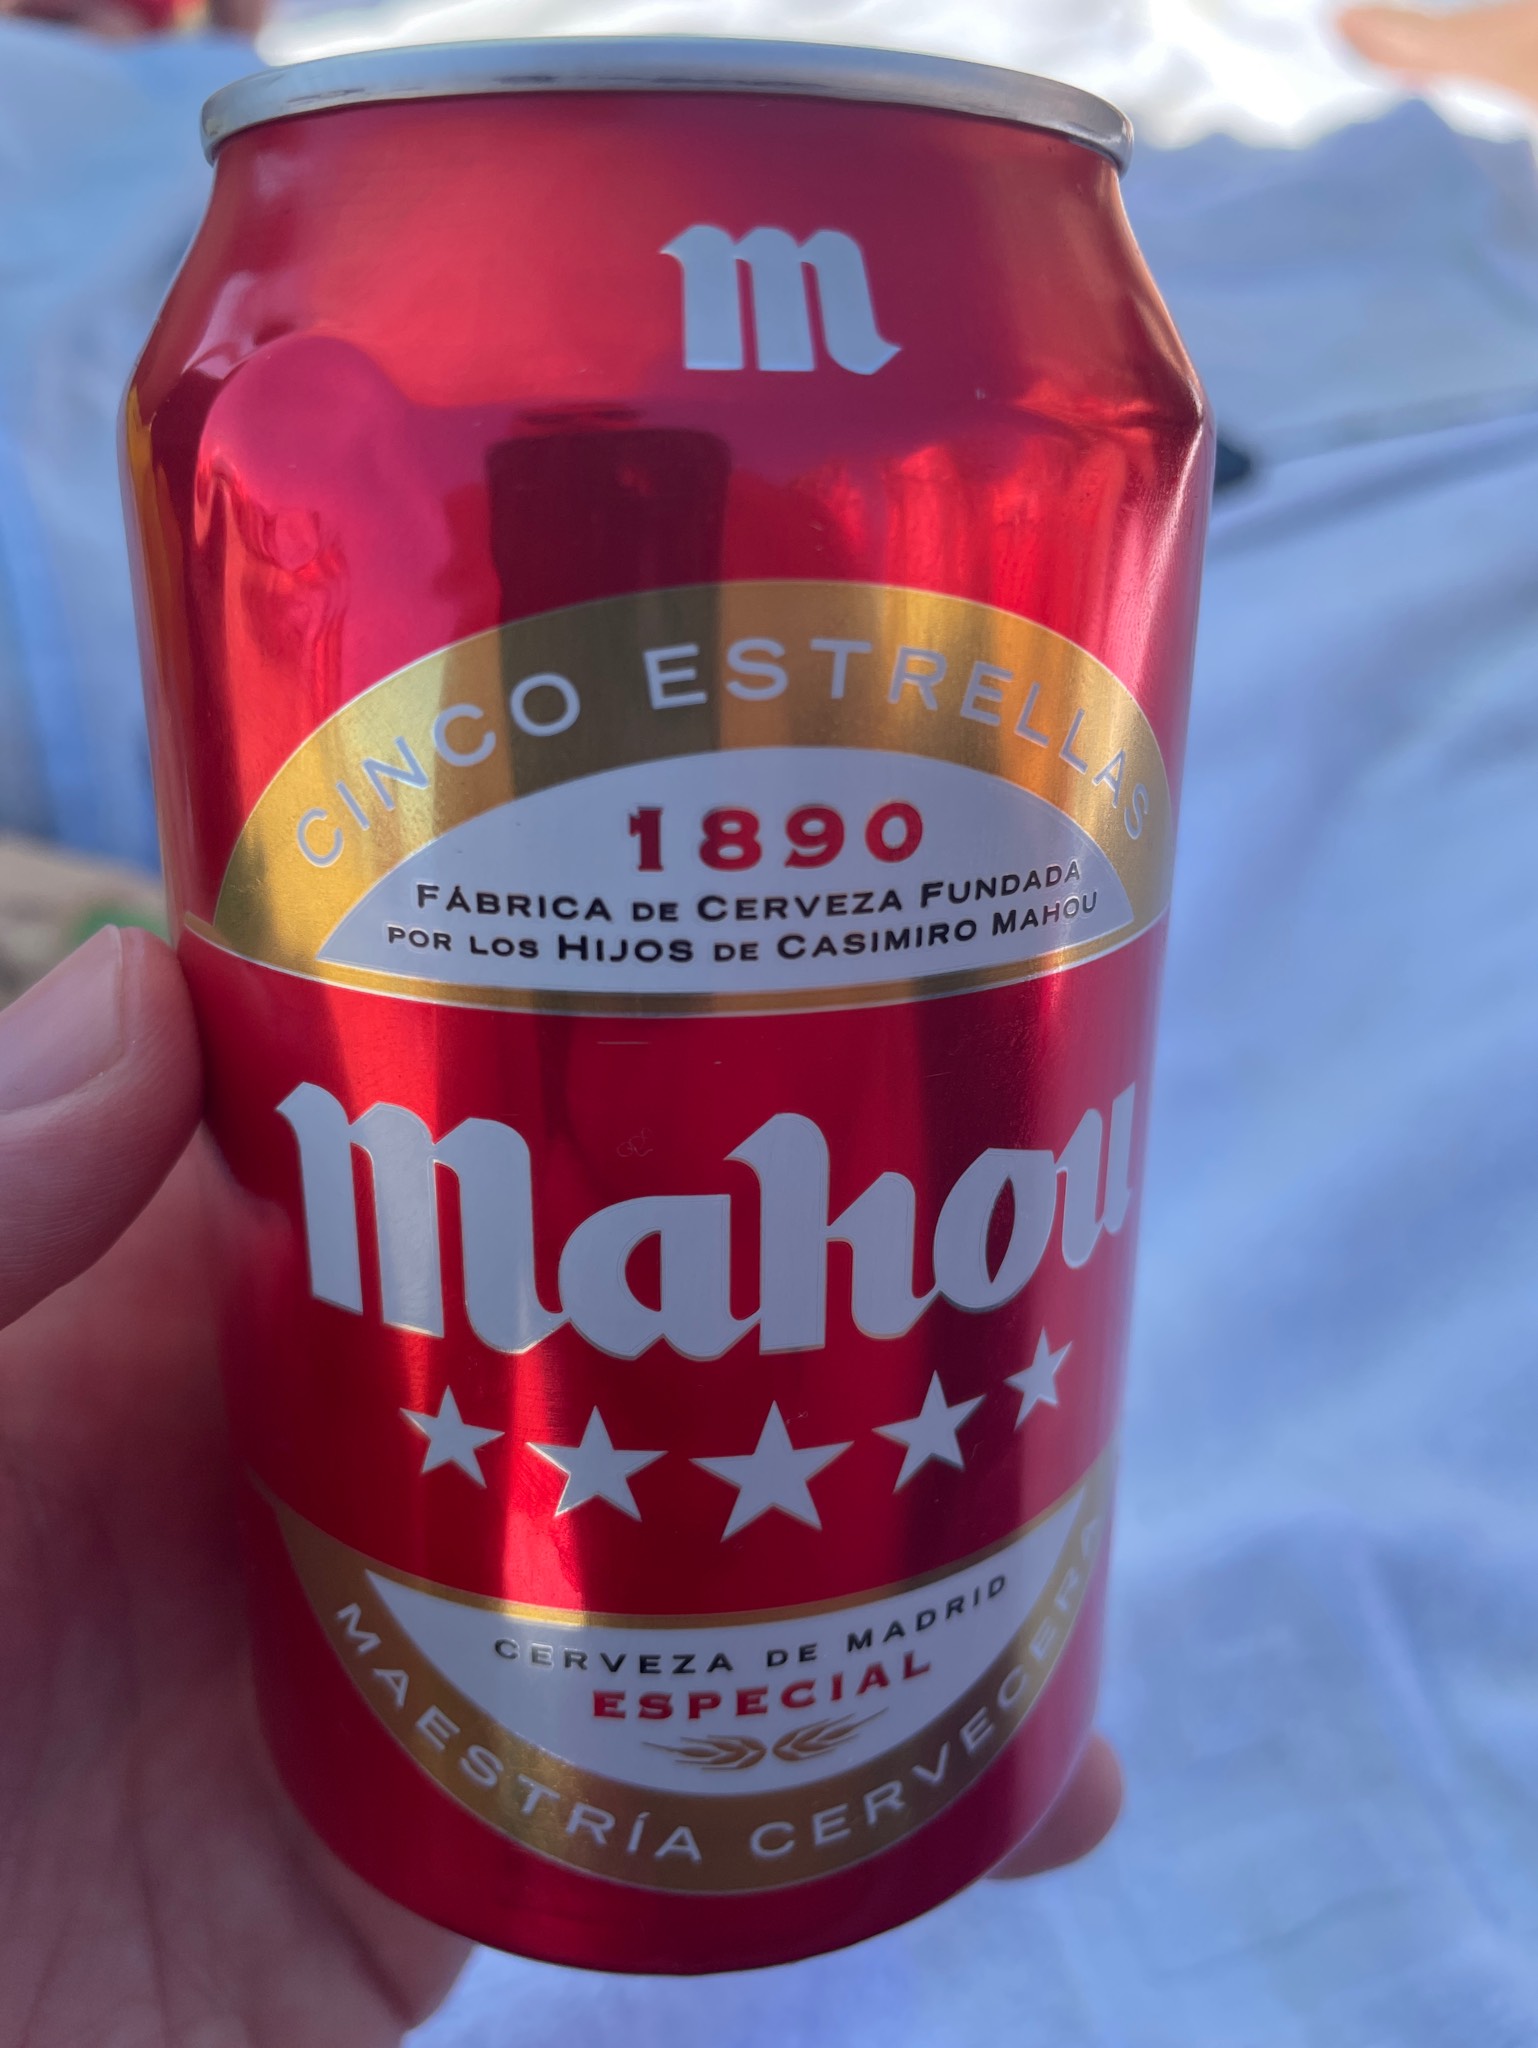 m
CINCO ESTRELLAS
1890
FÁBRICA DE CERVEZA FUNDADA
POR LOS HIJOS DE CASIMIRO MAHOU
Mahou
CERVEZA DE MADRID
ESPECIAL
MAESTRÍA CERVECERA